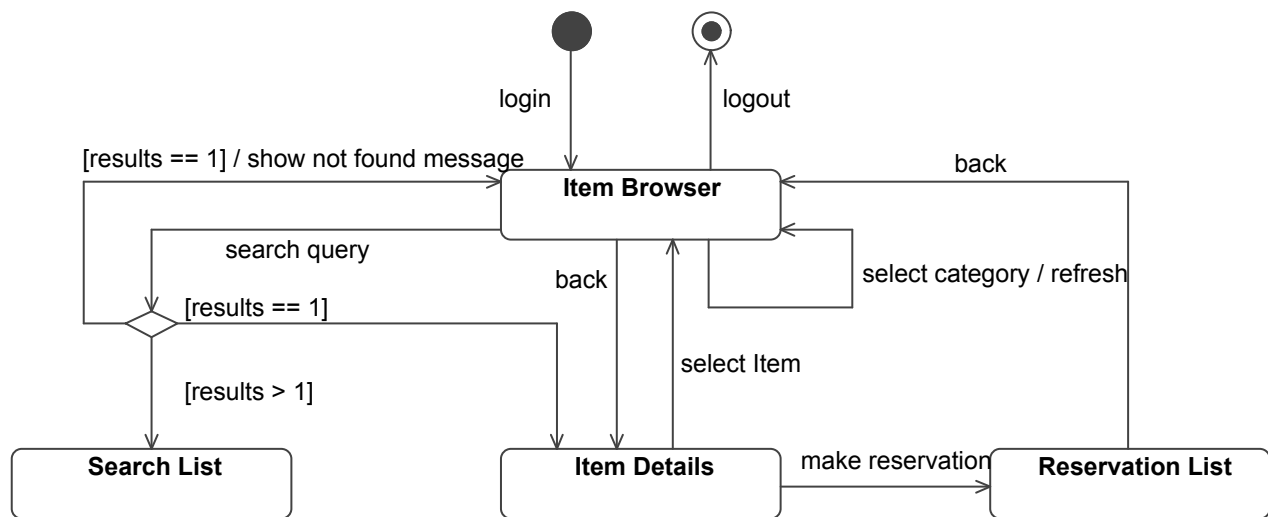 login
logout
[results == 1] / show not found message
back
Item Browser
search query
back
select category / refresh
[results == 1]
select Item
[results > 1]
Search List
Item Details
make reservation
Reservation List